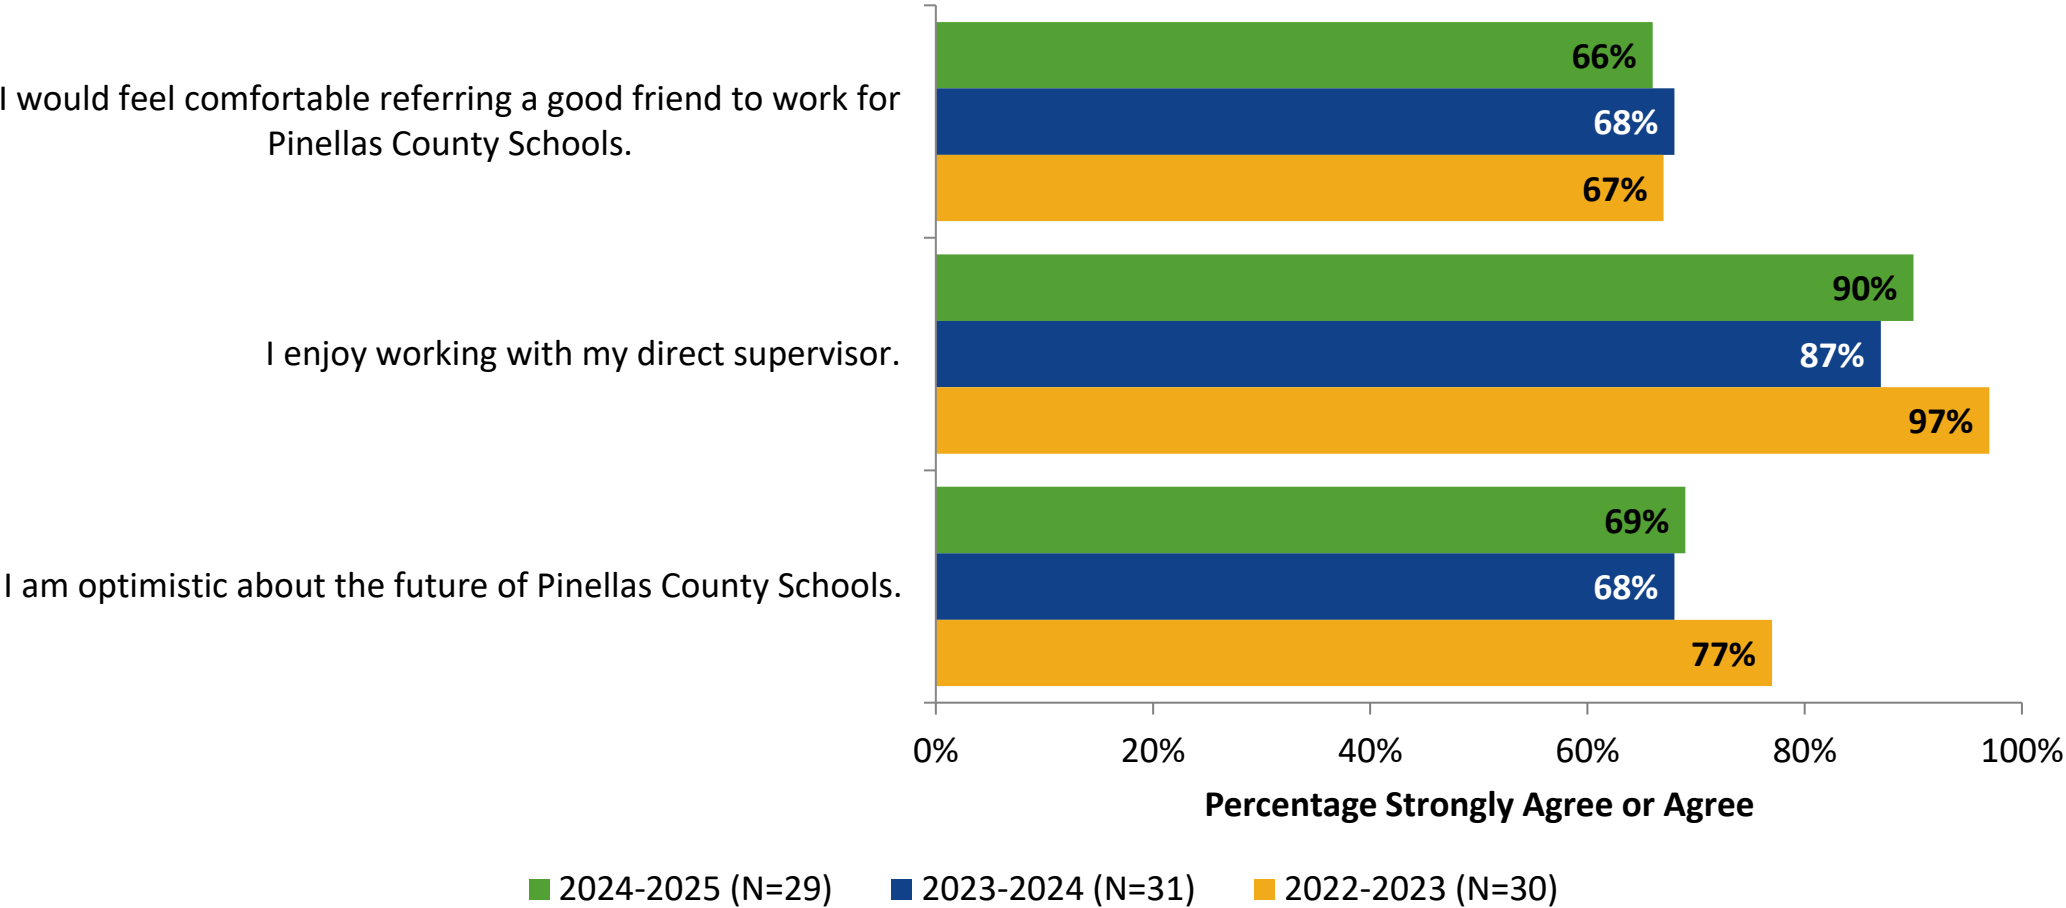 I would feel comfortable referring a good friend to work for
Pinellas County Schools.
66%
68%
67%
I enjoy working with my direct supervisor.
90%
87%
97%
I am optimistic about the future of Pinellas County Schools.
69%
68%
77%
0% 20% 40% 60% 80% 100%
Percentage Strongly Agree or Agree
2024-2025 (N=29) 2023-2024 (N=31) 2022-2023 (N=30)